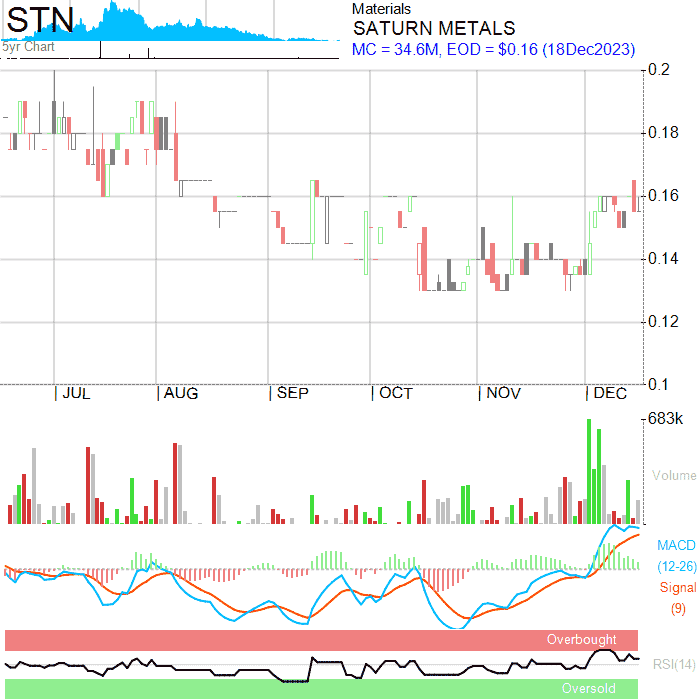 STN
5yr Chart
Materials
SATURN METALS
MC = 34.6M, EOD = $0.16 (18Dec2023)
0.2
0.18
0.16
0.14
0.12
0.1
JUL AUG SEP OCT NOV DEC
683k
Volume
MACD
(12-26)
Signal
(9)
Overbought
RSI(14)
Oversold